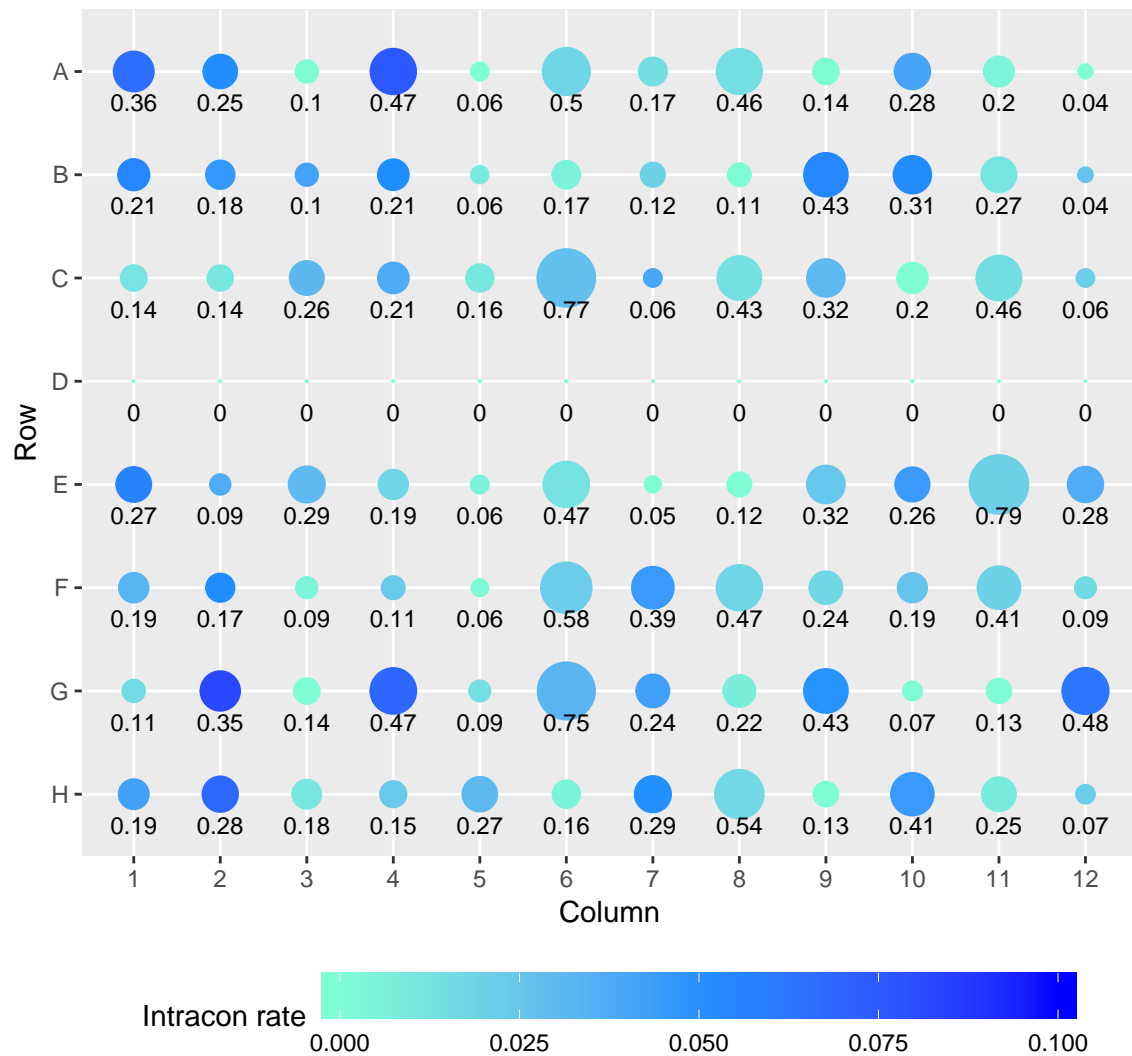 A
0.36 0.25 0.1 0.47 0.06 0.5 0.17 0.46 0.14 0.28 0.2 0.04
B
0.21 0.18 0.1 0.21 0.06 0.17 0.12 0.11 0.43 0.31 0.27 0.04
C
0.14 0.14 0.26 0.21 0.16 0.77 0.06 0.43 0.32 0.2 0.46 0.06
D
0 0 0 0 0 0 0 0 0 0 0 0
Row
E
0.27 0.09 0.29 0.19 0.06 0.47 0.05 0.12 0.32 0.26 0.79 0.28
F
0.19 0.17 0.09 0.11 0.06 0.58 0.39 0.47 0.24 0.19 0.41 0.09
G
0.11 0.35 0.14 0.47 0.09 0.75 0.24 0.22 0.43 0.07 0.13 0.48
H
0.19 0.28 0.18 0.15 0.27 0.16 0.29 0.54 0.13 0.41 0.25 0.07
1 2 3 4 5 6 7 8 9 10 11 12
Column
Intracon rate
0.000 0.025 0.050 0.075 0.100